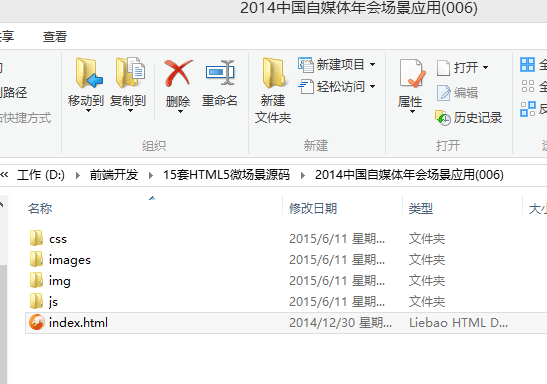 2014中国自媒体年会场景应用(006)
享 查看
移动到 复制到 删除 重命名 新建 文件夹 新建项目 轻松访问 属性 打开 编辑 历史记录 全
路径
快捷方式 全
组织 新建 打开
工作 (D:) 前端开发 15套HTML5微场景源码 2014中国自媒体年会场景应用(006)
名称 修改日期 类型 大小
css 2015/6/11 星期... 文件夹
images 2015/6/11 星期... 文件夹
img 2015/6/11 星期... 文件夹
js 2015/6/11 星期... 文件夹
index.html 2014/12/30 星期... Liebao HTML D...